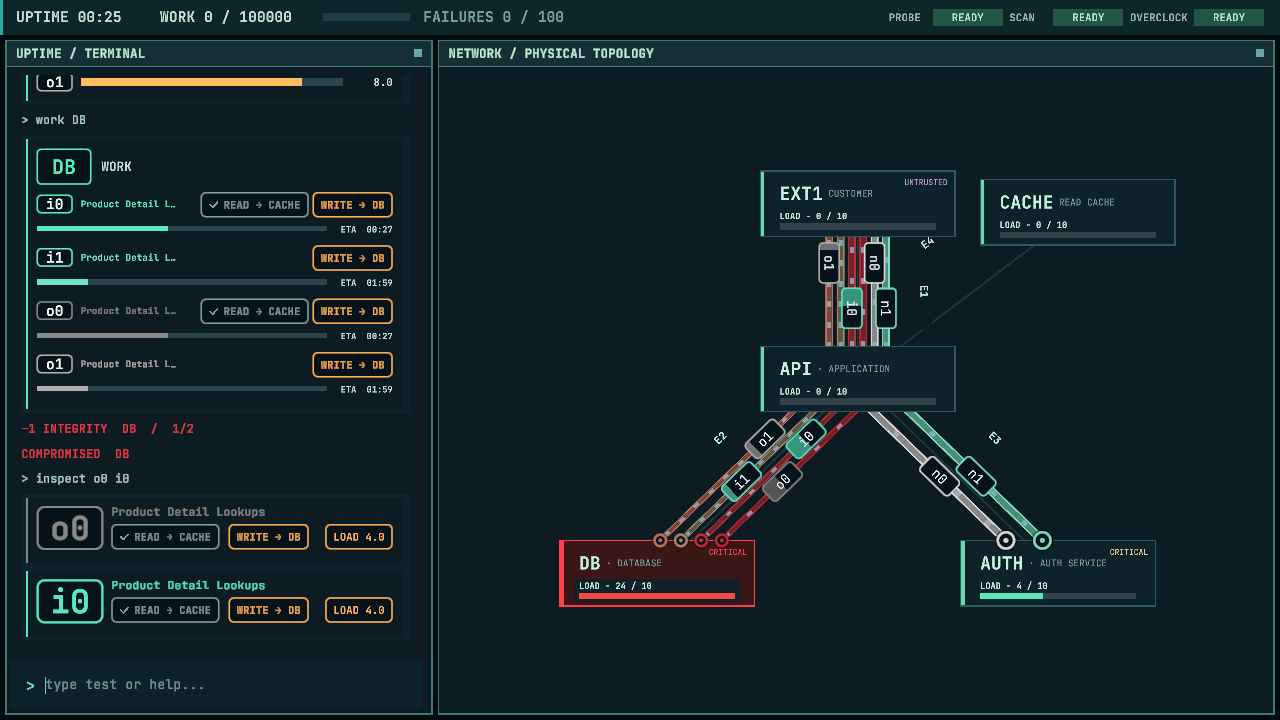 UPTIME 00:25 WORK 0 / 100000 FAILURES 0 / 100 PROBE READY SCAN READY OVERCLOCK READY
UPTIME / TERMINAL
o1 8.0
> work DB
DB WORK
i0 Product Detail L… ✓ READ → CACHE WRITE → DB
ETA 00:27
i1 Product Detail L… WRITE → DB
ETA 01:59
o0 Product Detail L… ✓ READ → CACHE WRITE → DB
ETA 00:27
o1 Product Detail L… WRITE → DB
ETA 01:59
−1 INTEGRITY DB / 1/2
COMPROMISED DB
> inspect o0 i0
o0 Product Detail Lookups
✓ READ → CACHE WRITE → DB LOAD 4.0
i0 Product Detail Lookups
✓ READ → CACHE WRITE → DB LOAD 4.0
> type test or help...
NETWORK / PHYSICAL TOPOLOGY
UNTRUSTED
EXT1 CUSTOMER
LOAD - 0 / 10
CACHE READ CACHE
LOAD - 0 / 10
E4
o1
n0
E1
i0
n1
API · APPLICATION
LOAD - 0 / 10
E2
o1
i0
E3
i1
o0
n0
n1
CRITICAL
DB · DATABASE
LOAD - 24 / 10
CRITICAL
AUTH · AUTH SERVICE
LOAD - 4 / 10